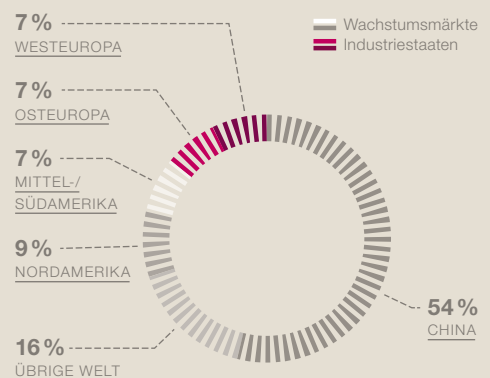 7 %
WESTEUROPA
7 %
OSTEUROPA
7 %
MITTEL-/
SÜDAMERIKA
9 %
NORDAMERIKA
16 %
ÜBRIGE WELT
Wachstumsmärkte
Industriestaaten
54 %
CHINA